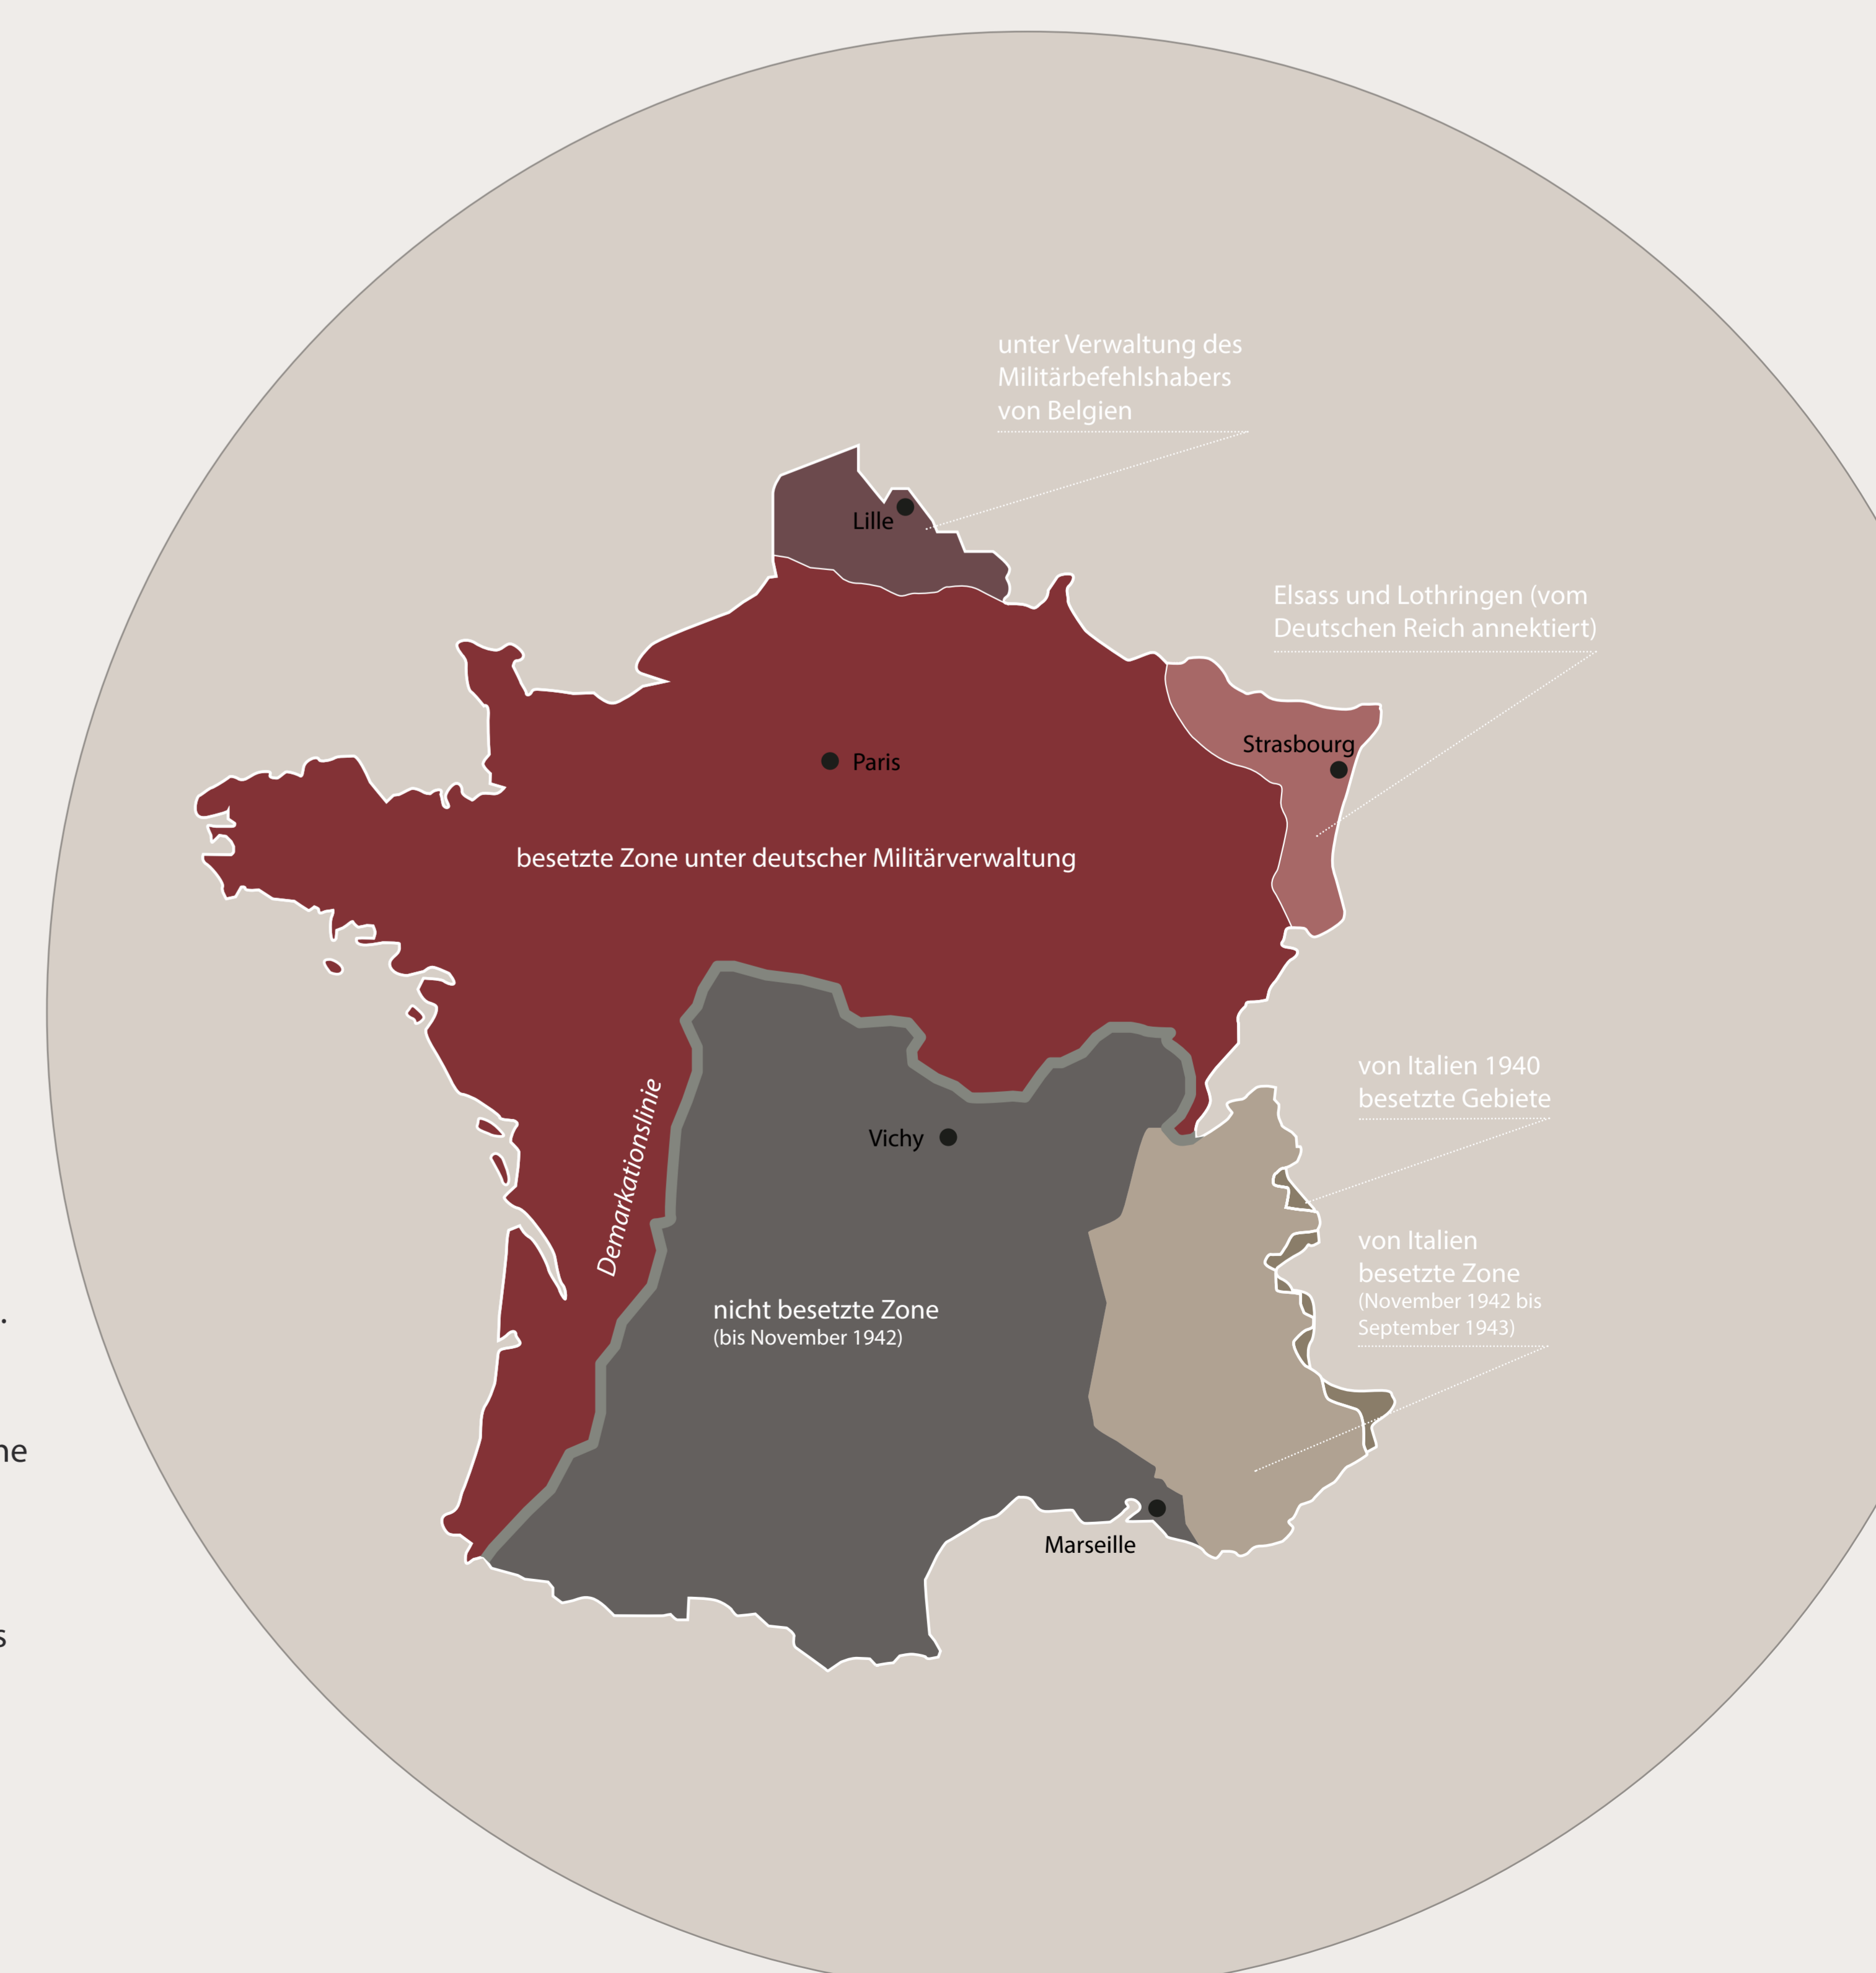 unter Verwaltung des
Militärbefehlshabers
von Belgien
Lille
Elsass und Lothringen (vom
Deutschen Reich annektiert)
Strasbourg
Paris
besetzte Zone unter deutscher Militärverwaltung
von Italien 1940
besetzte Gebiete
Demarkationslinie
Vichy
von Italien
besetzte Zone
(November 1942 bis
September 1943)
nicht besetzte Zone
(bis November 1942)
Marseille